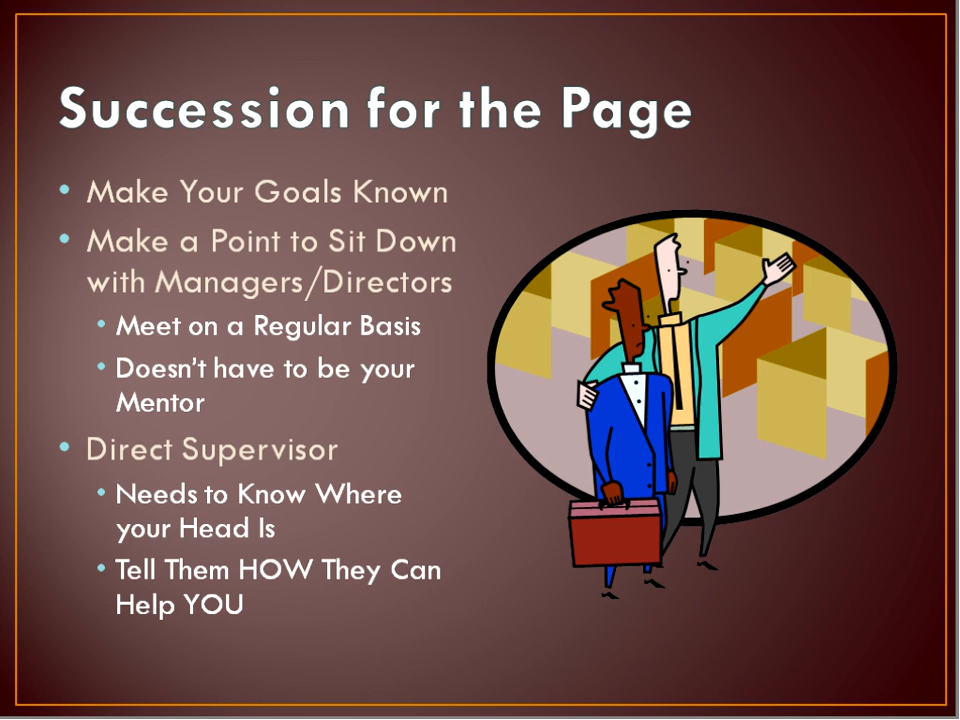 Succession for the Page
• Make Your Goals Known
• Make a Point to Sit Down
with Managers/Directors
• Meet on a Regular Basis
• Doesn't have to be your
Mentor
• Direct Supervisor
• Needs to Know Where
your Head Is
• Tell Them HOW They Can
Help YOU